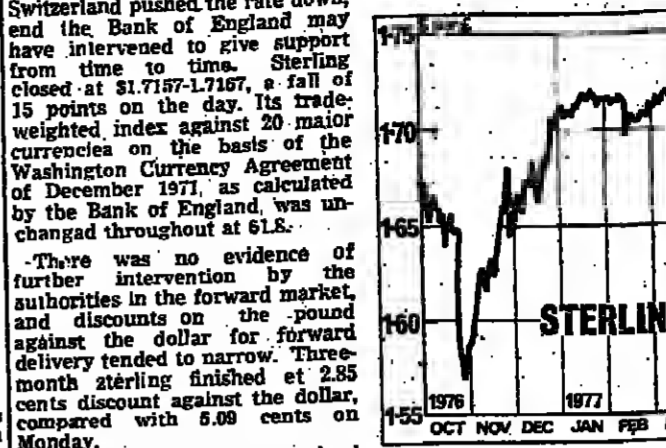 Switzerland pushed the rate down,
end the Bank of England may
have intervened to give support
from time to time. Sterling
closed at $1.7157-1.7167, a fall of
15 points on the day. Its trade-
weighted index against 20 major
currenciea on the basis of the
Washington Currency Agreement
of December 1971, as calculated
by tbe Bank of England, was un-
changad throughout at 61.8.
There was no evidence of
further intervention by the
authorities in the forward market,
and discounts on the pound
against the dollar for forward
delivery tended to narrow. Three-
month sterling finished et 2.85
cents discount against the dollar,
compared with 5.09 cents on
Monday.
1·75
1·70
1·65
1·60
1·55
STERLIN
1976 1977
OCT NOV DEC JAN FEB